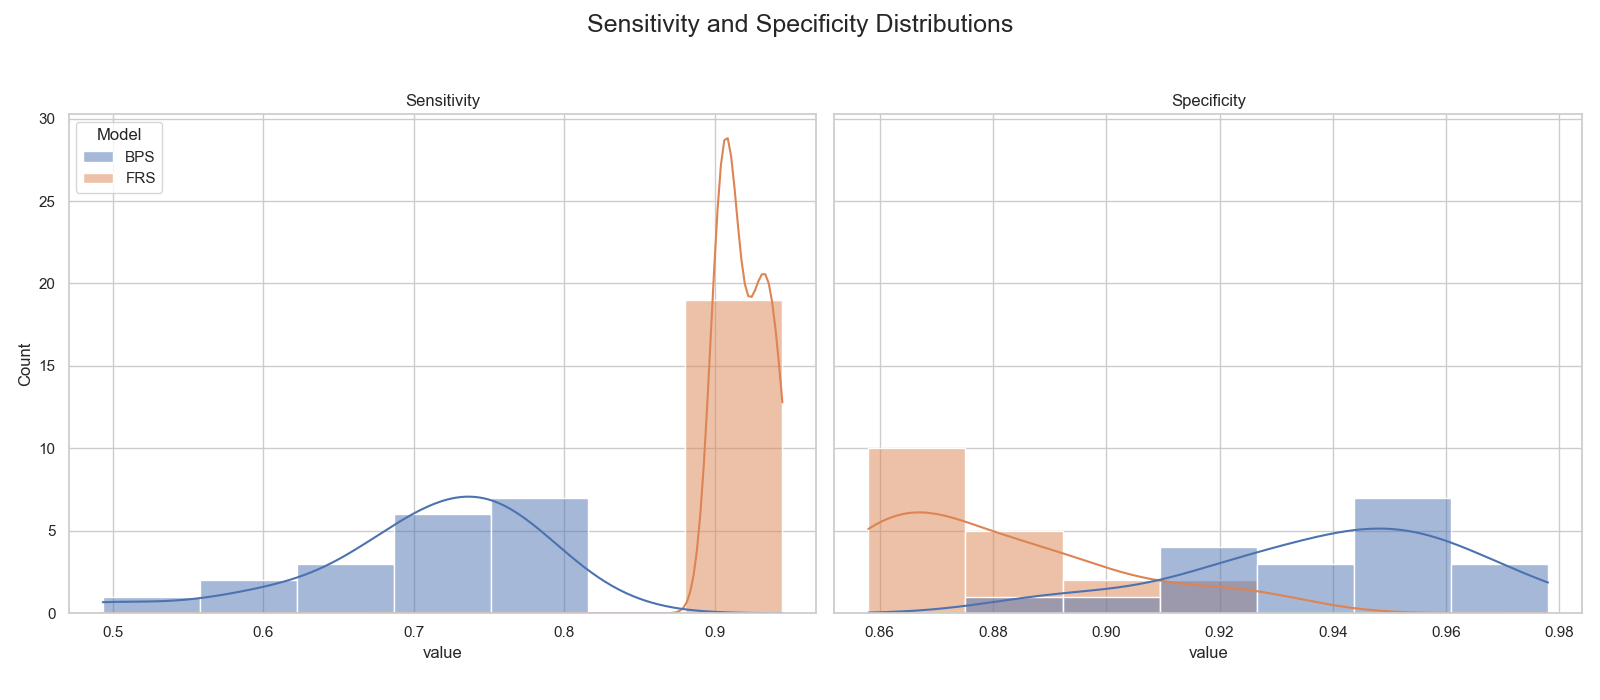 Sensitivity and Specificity Distributions
Sensitivity
Specificity
Model
BPS
FRS
Count
30
25
20
15
10
5
0
0.5 0.6 0.7 0.8 0.9
value
0.86 0.88 0.90 0.92 0.94 0.96 0.98
value